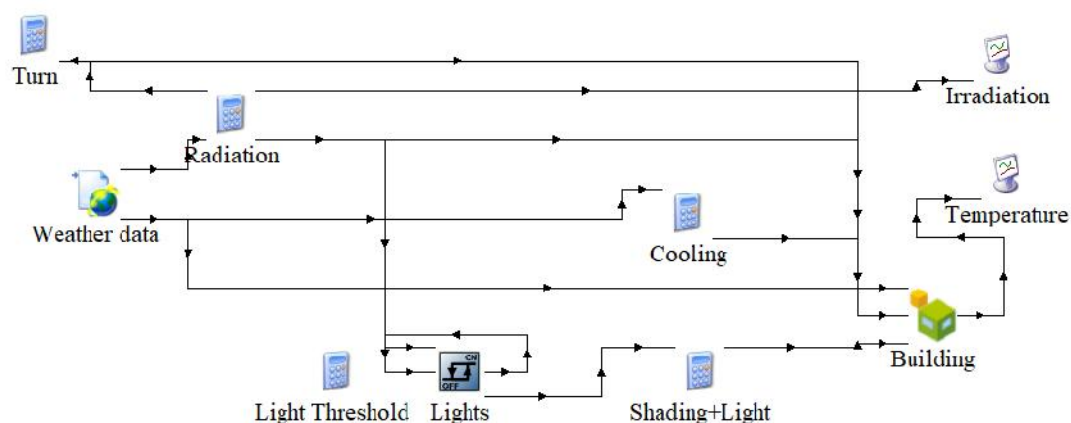 Turn
Irradiation
Radiation
Weather data
Temperature
Cooling
Building
ON
OFF
Light Threshold
Lights
Shading+Light